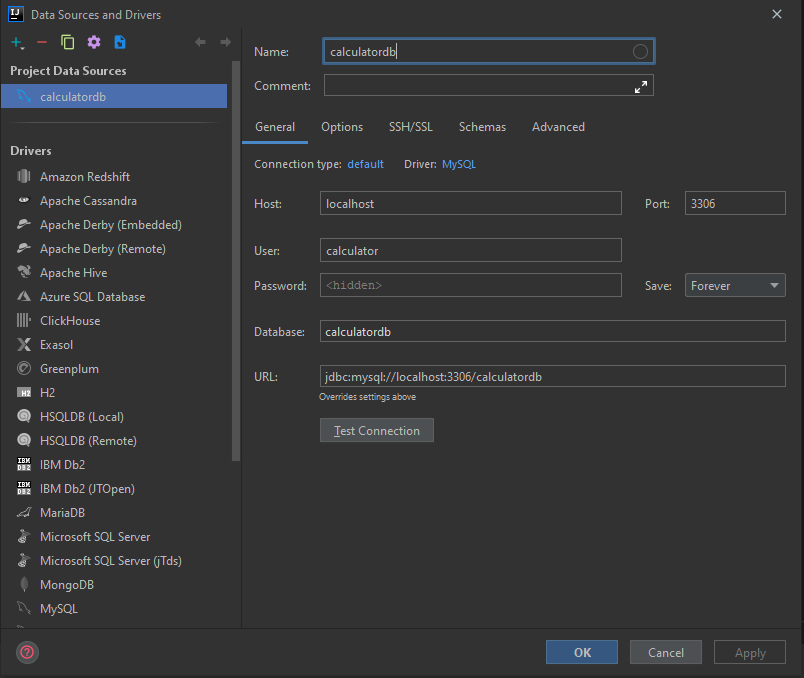 Data Sources and Drivers
Project Data Sources
calculatordb
Drivers
Amazon Redshift
Apache Cassandra
Apache Derby (Embedded)
Apache Derby (Remote)
Apache Hive
Azure SQL Database
ClickHouse
Exasol
Greenplum
H2
HSQLDB (Local)
HSQLDB (Remote)
IBM Db2
IBM Db2 (JTOpen)
MariaDB
Microsoft SQL Server
Microsoft SQL Server (jTds)
MongoDB
MySQL
Name: calculatordb
Comment:
General Options SSH/SSL Schemas Advanced
Connection type: default Driver: MySQL
Host: localhost Port: 3306
User: calculator
Password: <hidden> Save: Forever
Database: calculatordb
URL: jdbc:mysql://localhost:3306/calculatordb
Overrides settings above
Test Connection
OK Cancel Apply